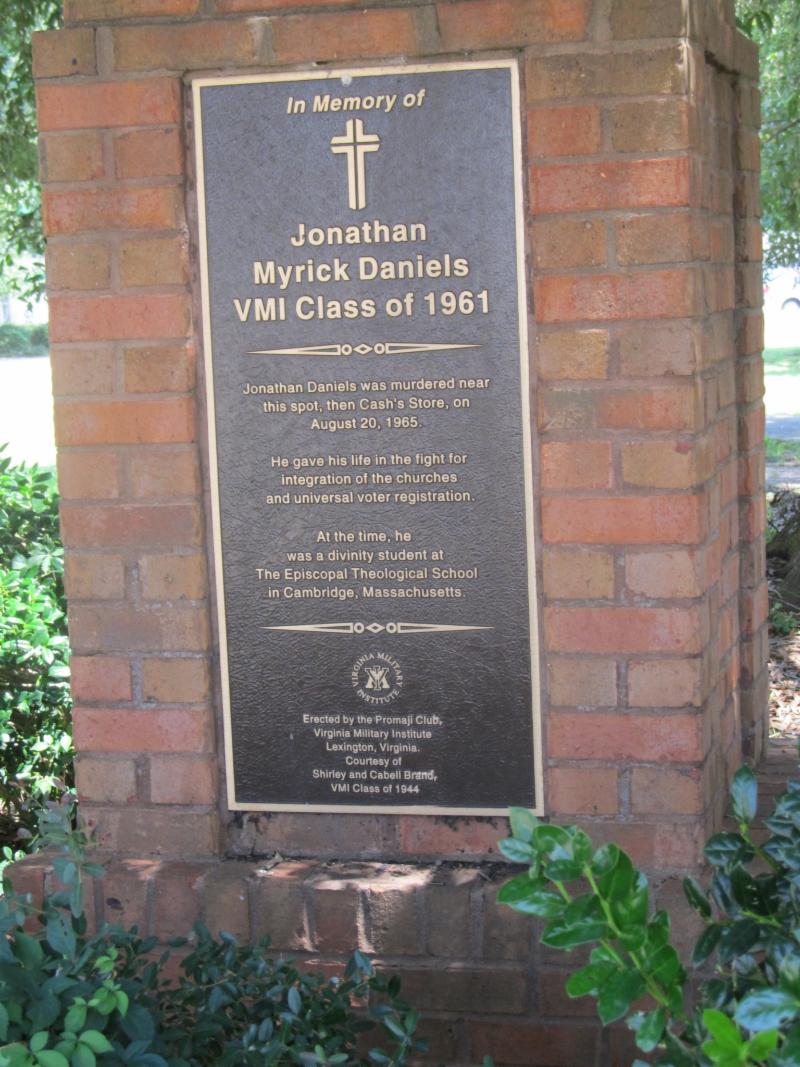 In Memory of
Jonathan
Myrick Daniels
VMI Class of 1961
Jonathan Daniels was murdered near
this spot, then Cash's Store, on
August 20, 1965.
He gave his life in the fight for
integration of the churches
and universal voter registration.
At the time, he
was a divinity student at
The Episcopal Theological School
in Cambridge, Massachusetts.
VIRGINIA MILITARY
INSTITUTE
Erected by the Promaji Club,
Virginia Military Institute
Lexington, Virginia.
Courtesy of
Shirley and Cabell Brand,
VMI Class of 1944